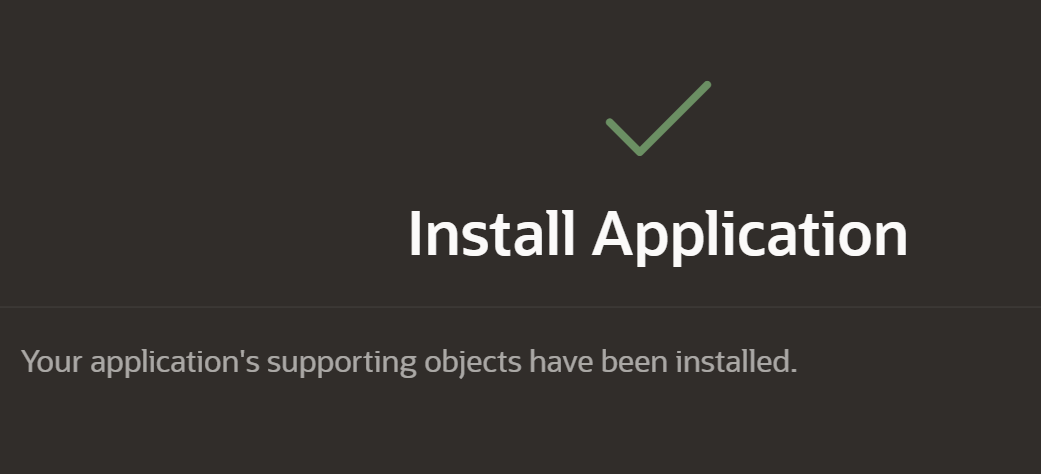 Install Application
Your application's supporting objects have been installed.